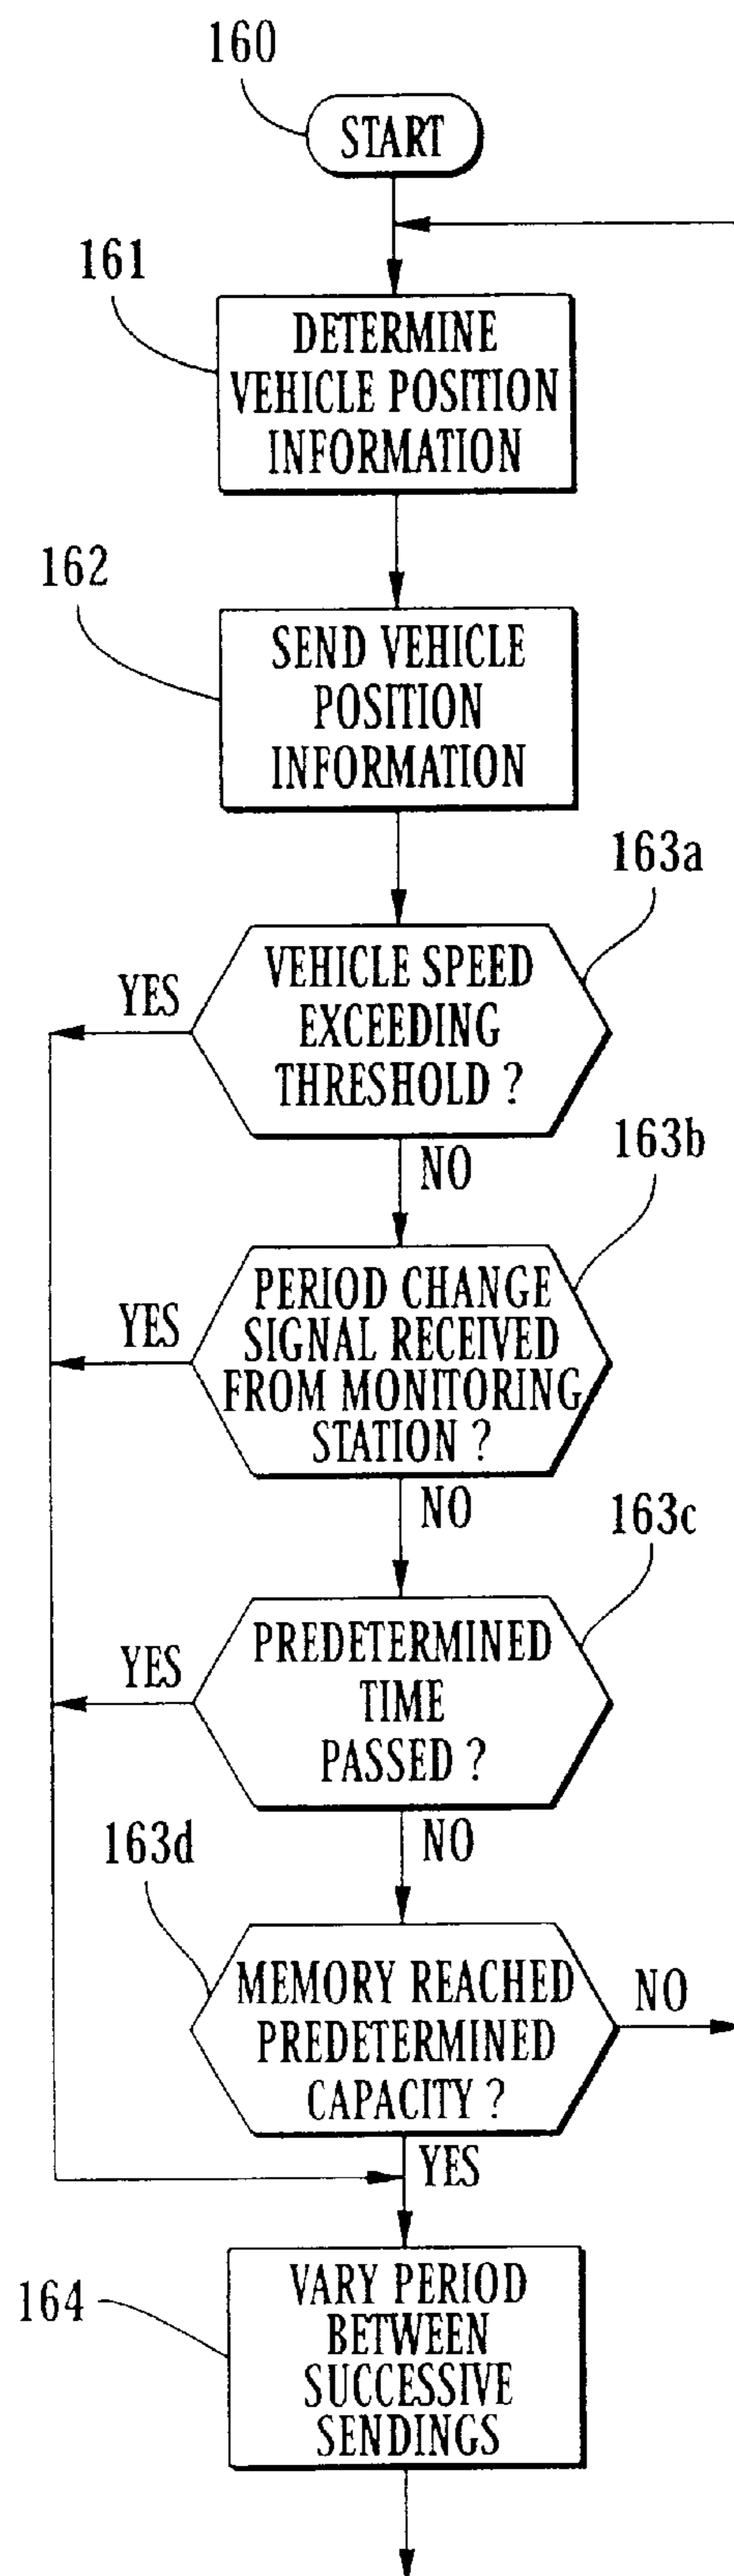 160
START
161
DETERMINE
VEHICLE POSITION
INFORMATION
162
SEND VEHICLE
POSITION
INFORMATION
163a
VEHICLE SPEED
EXCEEDING
THRESHOLD ?
YES
NO
163b
PERIOD CHANGE
SIGNAL RECEIVED
FROM MONITORING
STATION ?
YES
NO
163c
PREDETERMINED
TIME
PASSED ?
YES
NO
163d
MEMORY REACHED
PREDETERMINED
CAPACITY ?
NO
YES
164
VARY PERIOD
BETWEEN
SUCCESSIVE
SENDINGS